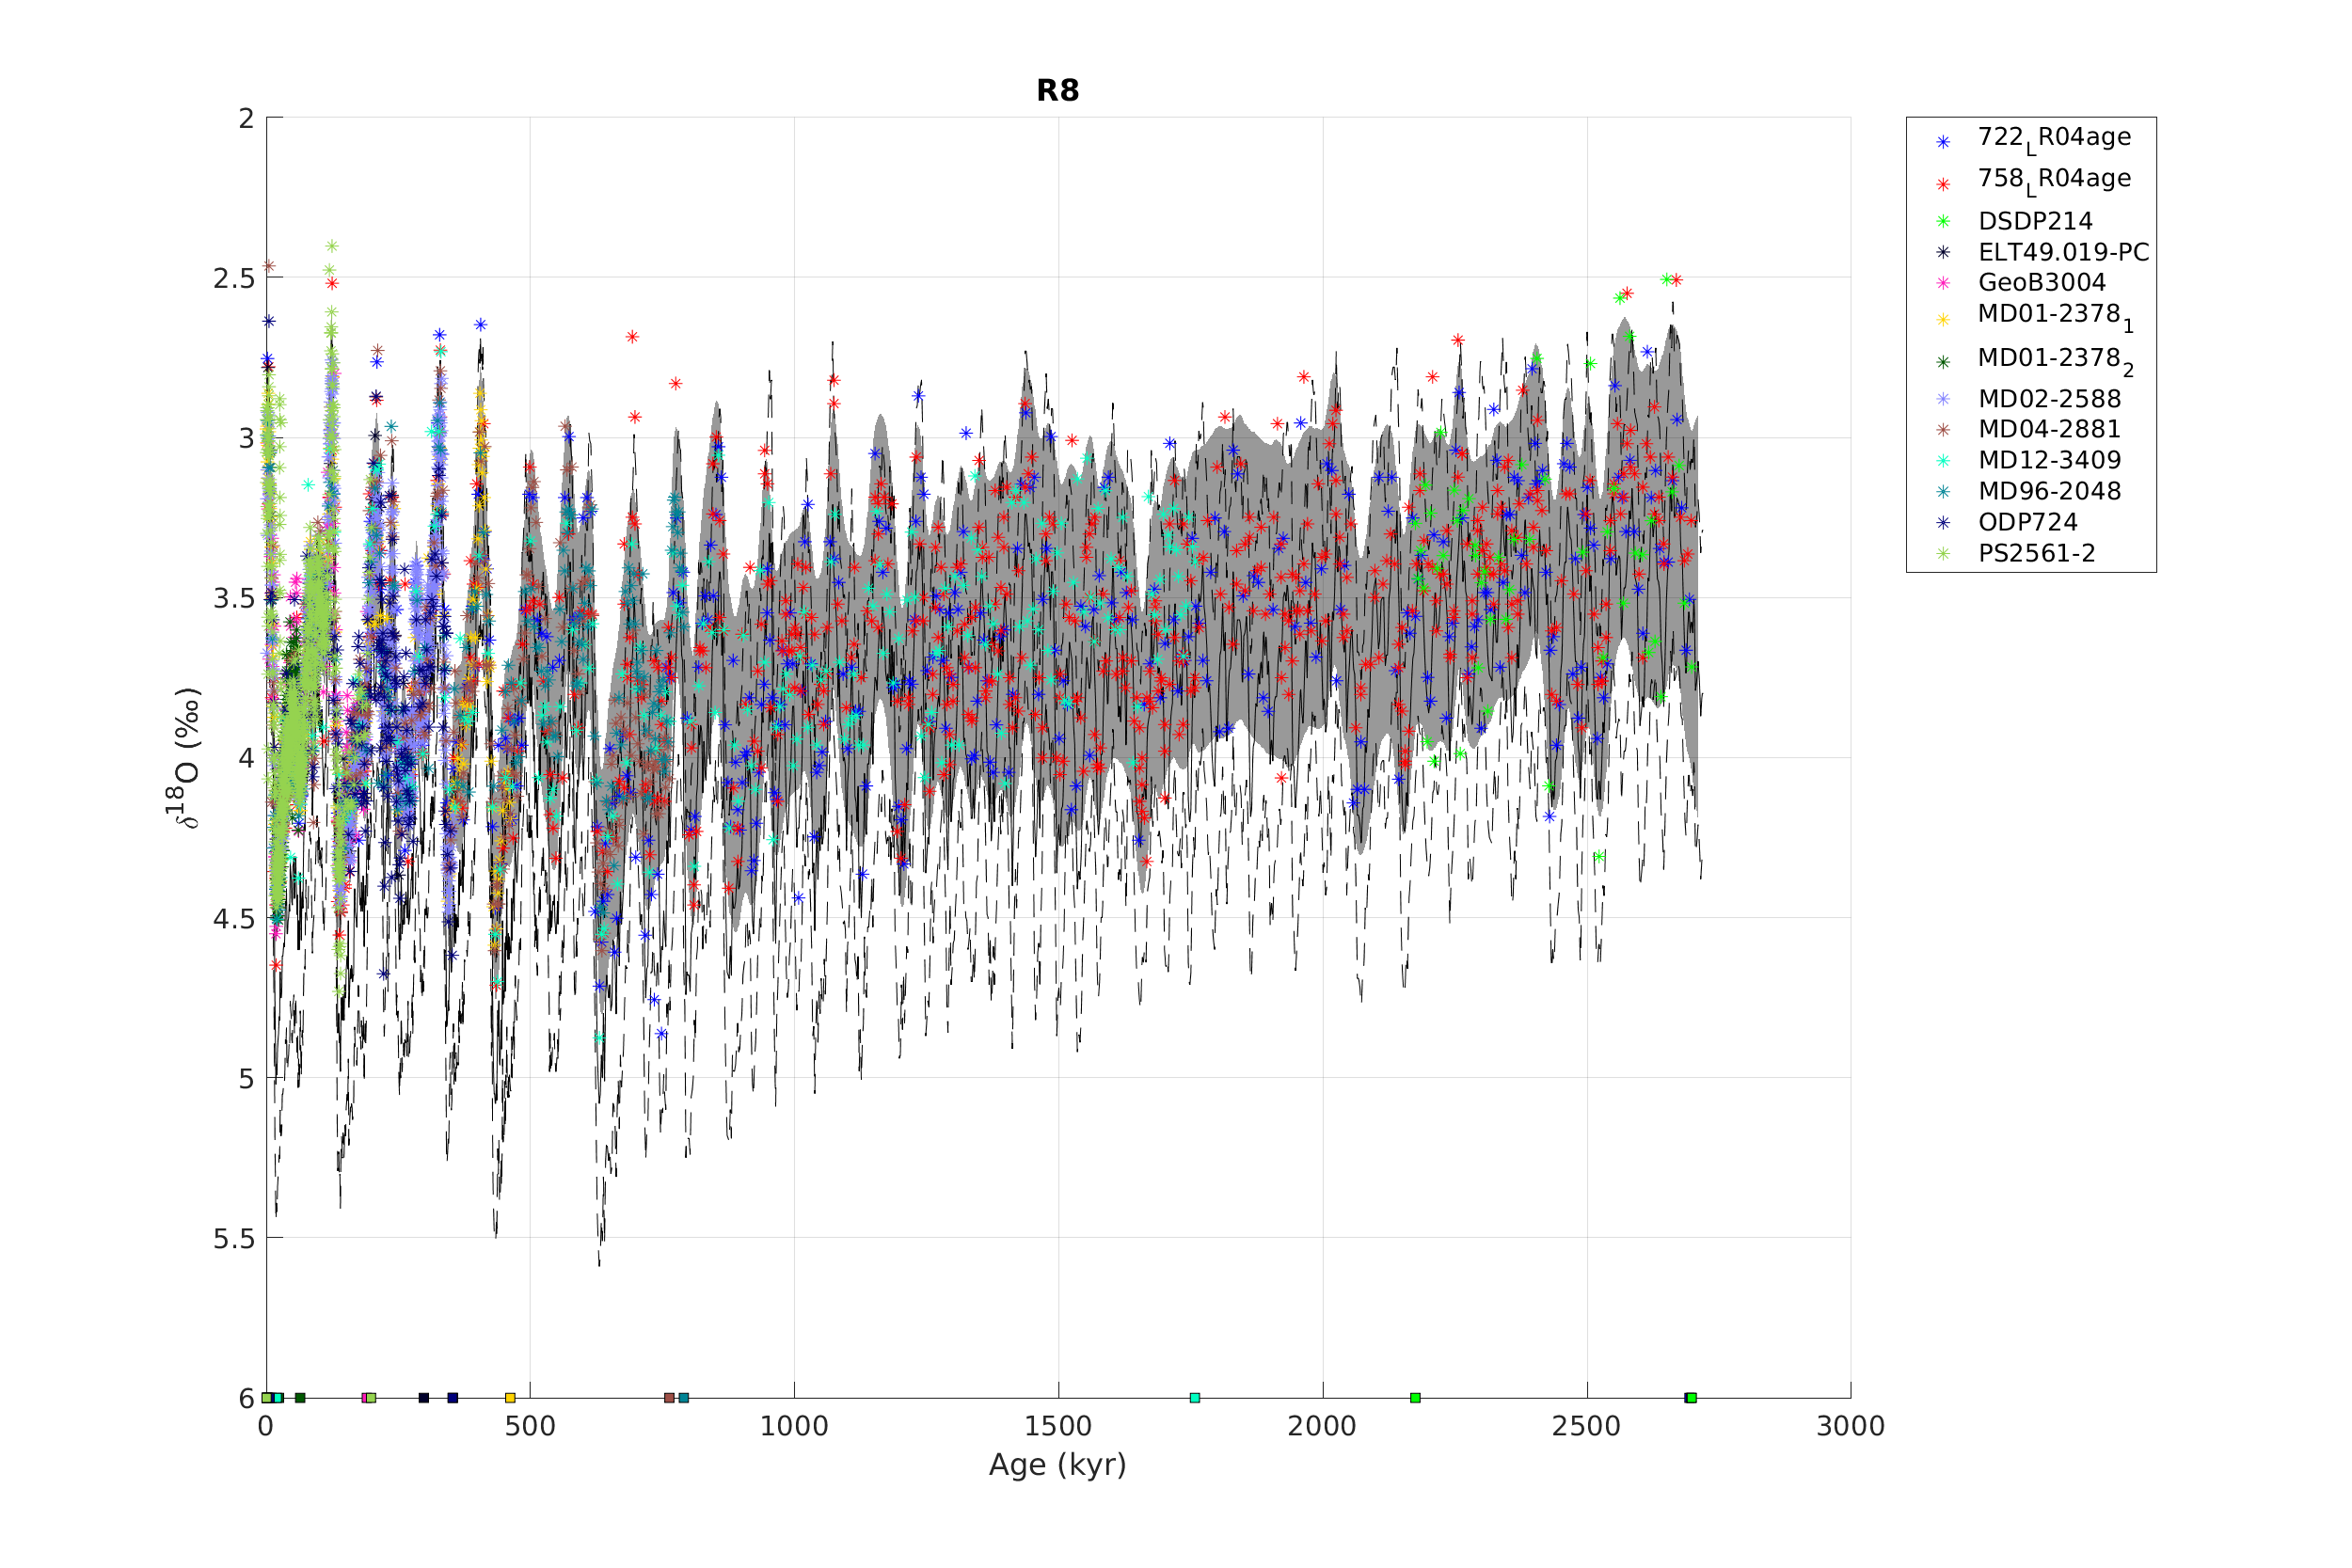 R8
2
2.5
3
3.5
4
4.5
5
5.5
6
δ18O (‰)
0 500 1000 1500 2000 2500 3000
Age (kyr)
722LR04age
758LR04age
DSDP214
ELT49.019-PC
GeoB3004
MD01-23781
MD01-23782
MD02-2588
MD04-2881
MD12-3409
MD96-2048
ODP724
PS2561-2